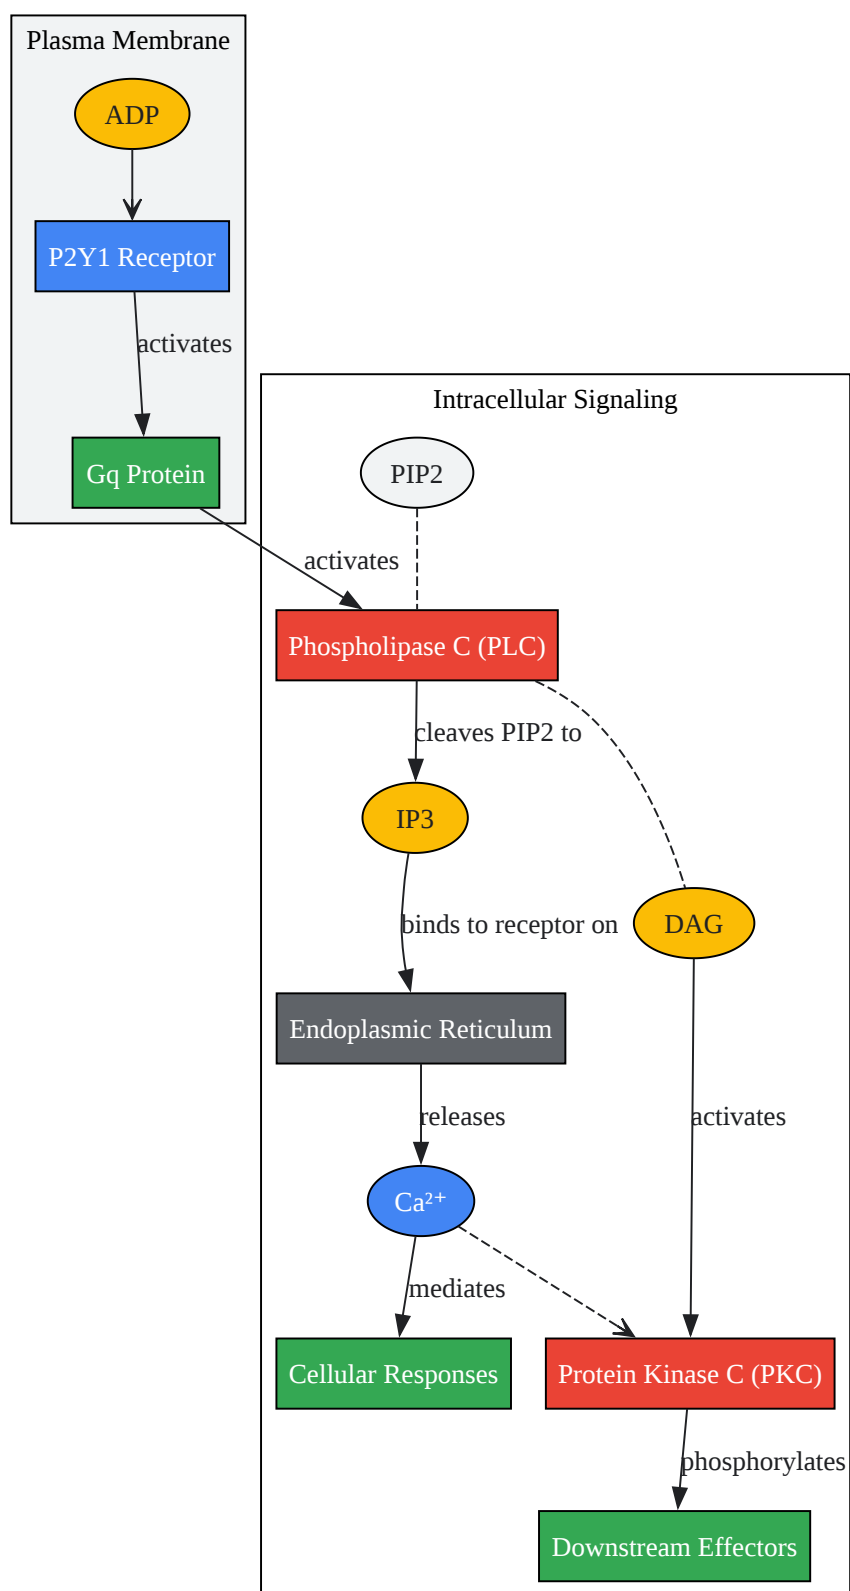 Plasma Membrane
ADP
P2Y1 Receptor
activates
Gq Protein
Intracellular Signaling
PIP2
activates
Phospholipase C (PLC)
cleaves PIP2 to
IP3
binds to receptor on
DAG
Endoplasmic Reticulum
releases
activates
Ca²⁺
mediates
Cellular Responses
Protein Kinase C (PKC)
phosphorylates
Downstream Effectors